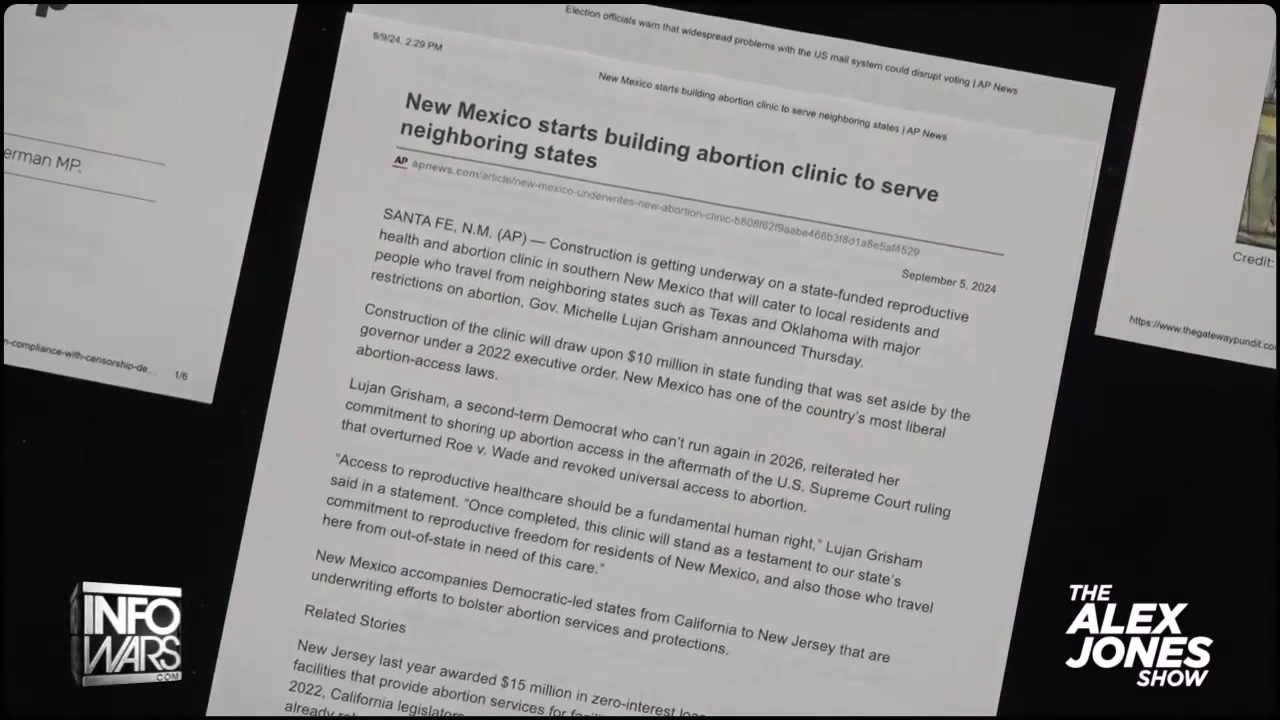 Election officials warn that widespread problems with the US mail system could disrupt voting | AP News
9/9/24, 2:29 PM
New Mexico starts building abortion clinic to serve neighboring states | AP News
New Mexico starts building abortion clinic to serve
neighboring states
AP apnews.com/article/new-mexico-underwrites-new-abortion-clinic-b808f62f9aabe466b3f8d1a8e5af4529
September 5, 2024
SANTA FE, N.M. (AP) — Construction is getting underway on a state-funded reproductive
health and abortion clinic in southern New Mexico that will cater to local residents and
people who travel from neighboring states such as Texas and Oklahoma with major
restrictions on abortion, Gov. Michelle Lujan Grisham announced Thursday.
Construction of the clinic will draw upon $10 million in state funding that was set aside by the
governor under a 2022 executive order. New Mexico has one of the country's most liberal
abortion-access laws.
Lujan Grisham, a second-term Democrat who can't run again in 2026, reiterated her
commitment to shoring up abortion access in the aftermath of the U.S. Supreme Court ruling
that overturned Roe v. Wade and revoked universal access to abortion.
"Access to reproductive healthcare should be a fundamental human right," Lujan Grisham
said in a statement. "Once completed, this clinic will stand as a testament to our state's
commitment to reproductive freedom for residents of New Mexico, and also those who travel
here from out-of-state in need of this care."
New Mexico accompanies Democratic-led states from California to New Jersey that are
underwriting efforts to bolster abortion services and protections.
Related Stories
New Jersey last year awarded $15 million in zero-interest
facilities that provide abortion services for
2022, California
already
erman MP,
n-compliance-with-censorship-de... 1/6
Credit:
https://www.thegatewaypundit.co
INFO
WARS
.COM
THE
ALEX
JONES
SHOW